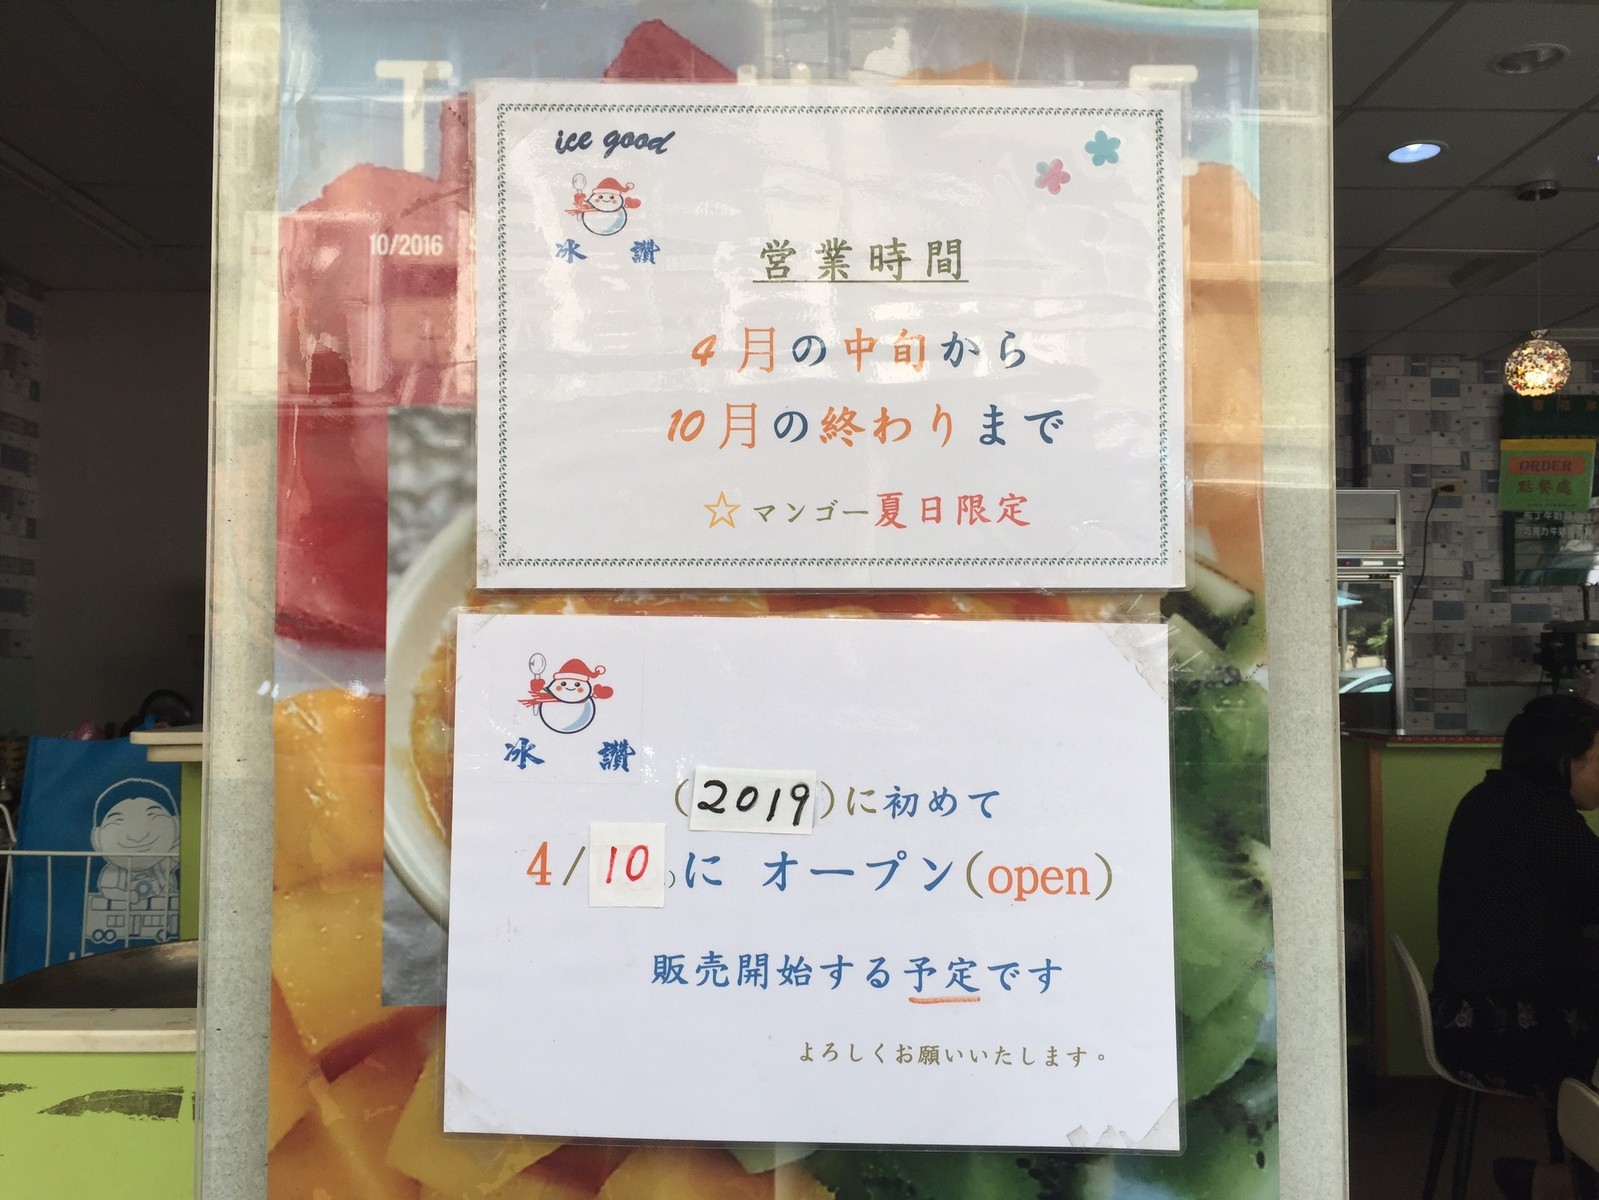 T
E
10/2016
ice good
冰 讚
営業時間
4月の中旬から
10月の終わりまで
☆マンゴー夏日限定
冰 讚
(2019)に初めて
4/10)に オープン(open)
販売開始する予定です
よろしくお願いいたします。
ORDER
點餐處